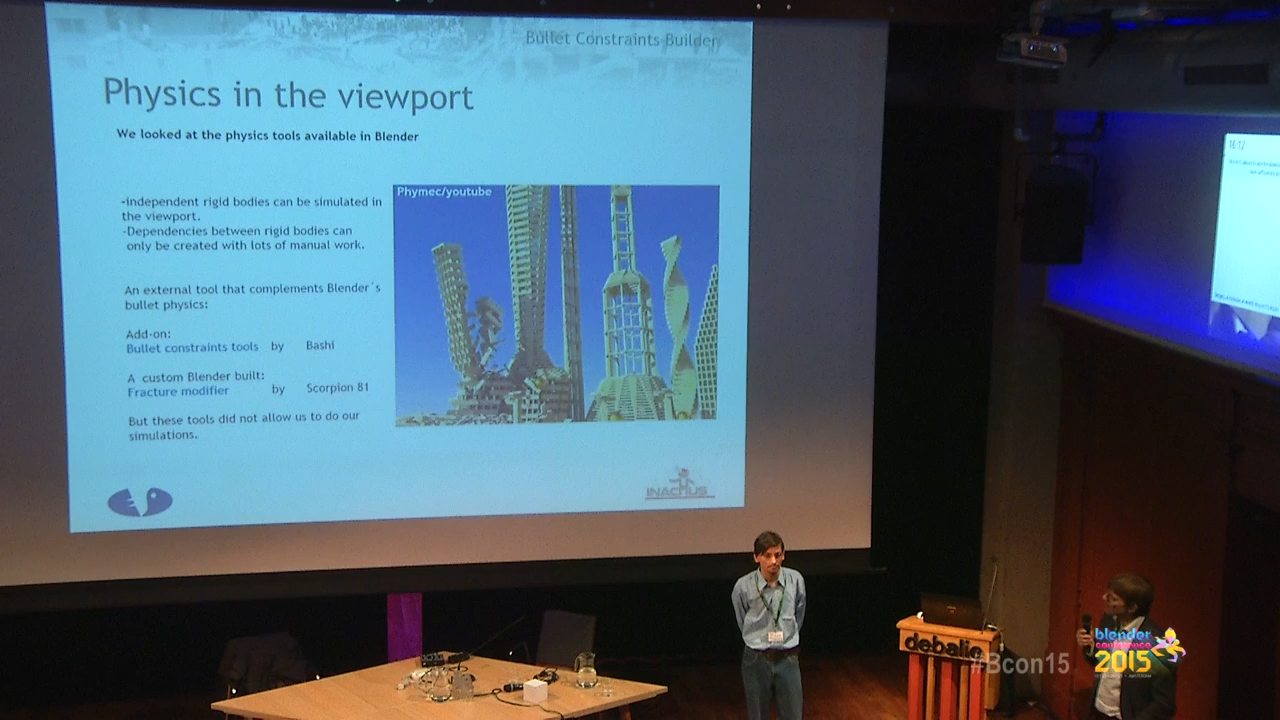 Bullet Constraints Builder
Physics in the viewport
We looked at the physics tools available in Blender
Phymec/youtube
-Independent rigid bodies can be simulated in
the viewport.
-Dependencies between rigid bodies can
only be created with lots of manual work.
An external tool that complements Blender´s
bullet physics:
Add-on:
Bullet constraints tools by Bashi
A custom Blender built:
Fracture modifier by Scorpion 81
But these tools did not allow us to do our
simulations.
INACHUS
16:12
debalie
#Bcon15
blender
conference
2015